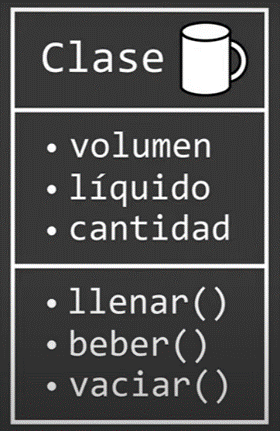 Clase
• volumen
• líquido
• cantidad
• llenar()
• beber()
• vaciar()